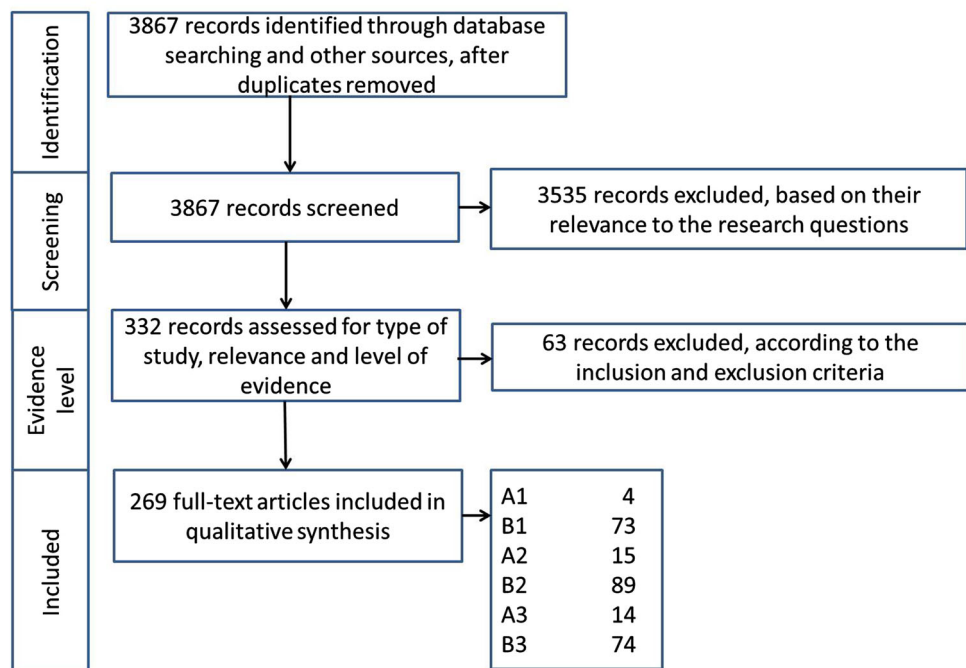 Identification
3867 records identified through database
searching and other sources, after
duplicates removed
Screening
3867 records screened
3535 records excluded, based on their
relevance to the research questions
Evidence
level
332 records assessed for type of
study, relevance and level of
evidence
63 records excluded, according to the
inclusion and exclusion criteria
Included
269 full-text articles included in
qualitative synthesis
A1 4
B1 73
A2 15
B2 89
A3 14
B3 74